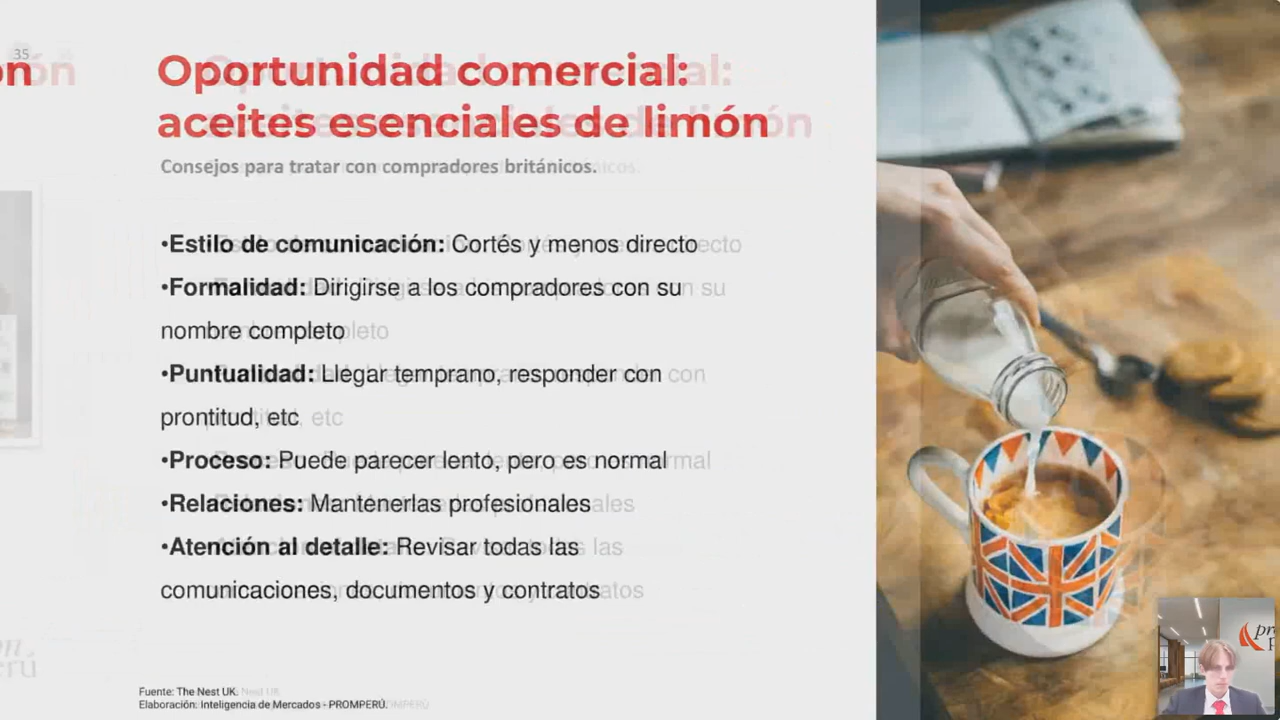 35
Oportunidad comercial:
aceites esenciales de limón
Consejos para tratar con compradores británicos.
•Estilo de comunicación: Cortés y menos directo
•Formalidad: Dirigirse a los compradores con su
nombre completo
•Puntualidad: Llegar temprano, responder con
prontitud, etc
•Proceso: Puede parecer lento, pero es normal
•Relaciones: Mantenerlas profesionales
•Atención al detalle: Revisar todas las
comunicaciones, documentos y contratos
Fuente: The Nest UK.
Elaboración: Inteligencia de Mercados - PROMPERÚ.